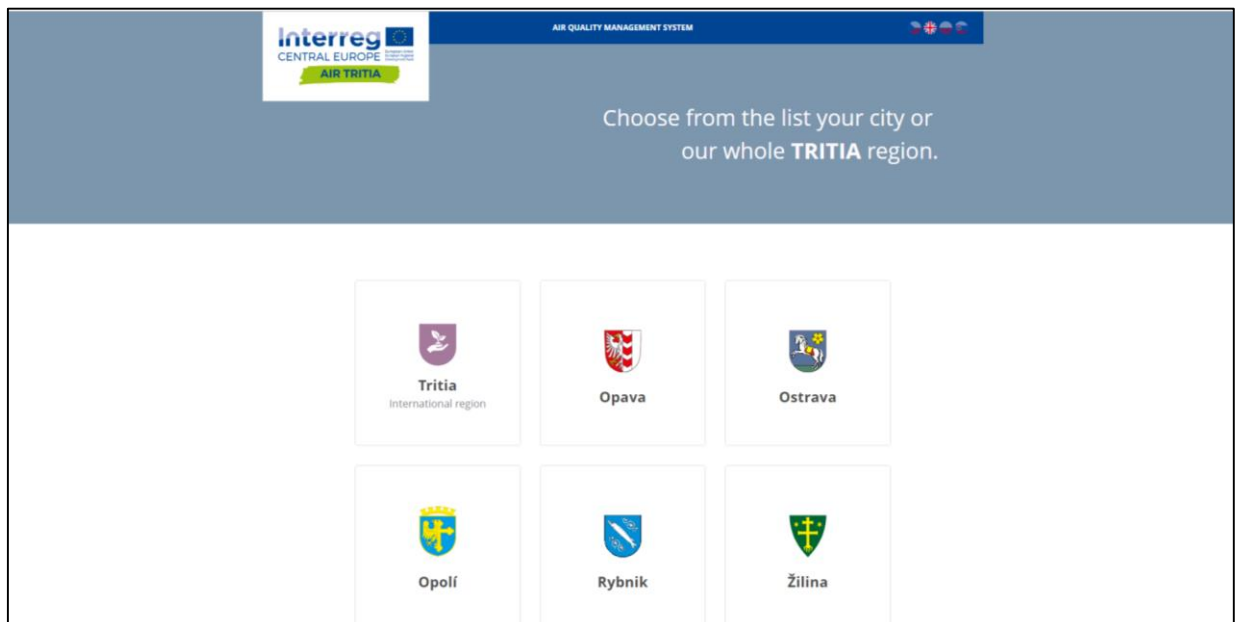 Interreg
CENTRAL EUROPE
AIR TRITIA
AIR QUALITY MANAGEMENT SYSTEM
Choose from the list your city or
our whole TRITIA region.
Tritia
International region
Opava
Ostrava
Opolí
Rybnik
Žilina